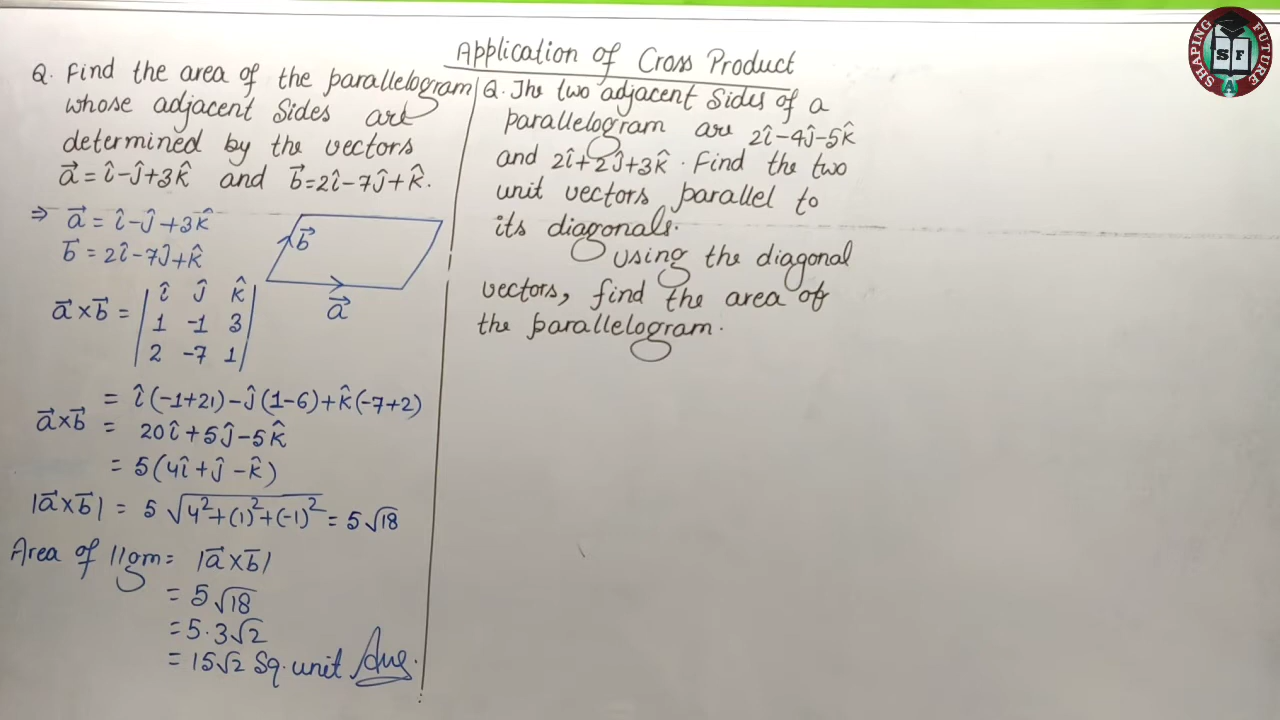 Application of Cross Product
Q. Find the area of the parallelogram
whose adjacent sides are
determined by the vectors
a⃗ = î-ĵ+3k̂ and b⃗=2î-7ĵ+k̂.
⇒ a⃗ = î-ĵ+3k̂
b⃗ = 2î-7ĵ+k̂
b⃗
a⃗
a⃗×b⃗ = | î ĵ k̂ |
| 1 -1 3 |
| 2 -7 1 |
= î(-1+21)-ĵ(1-6)+k̂(-7+2)
a⃗×b⃗ = 20î+5ĵ-5k̂
= 5(4î+ĵ-k̂)
|a⃗×b⃗| = 5√4²+(1)²+(-1)² = 5√18
Area of llgm = |a⃗×b⃗|
= 5√18
= 5·3√2
= 15√2 Sq. unit Ans.
Q. The two adjacent sides of a
parallelogram are 2î-4ĵ-5k̂
and 2î+2ĵ+3k̂. Find the two
unit vectors parallel to
its diagonals.
using the diagonal
vectors, find the area of
the parallelogram.
SHAPING FUTURE
S F
A